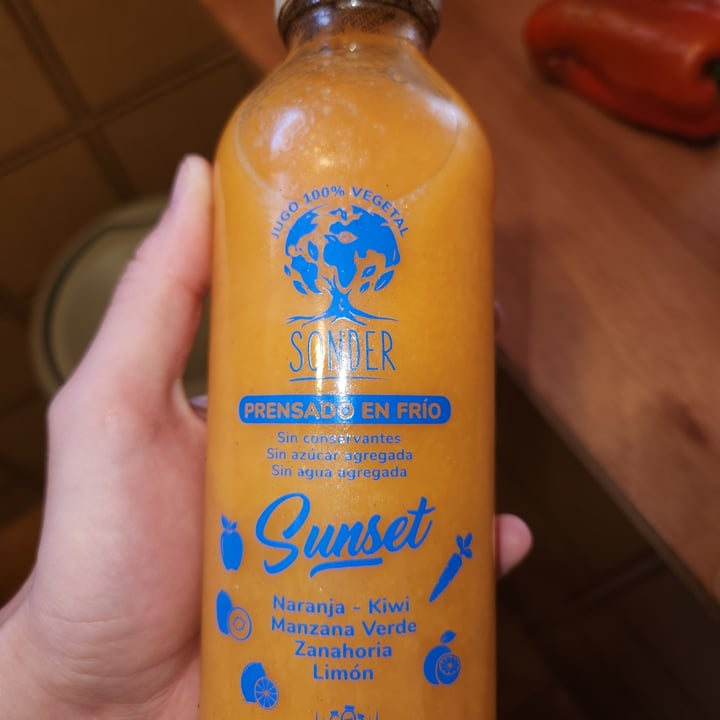 JUGO 100% VEGETAL
SONDER
PRENSADO EN FRÍO
Sin conservantes
Sin azúcar agregada
Sin agua agregada
Sunset
Naranja - Kiwi
Manzana Verde
Zanahoria
Limón